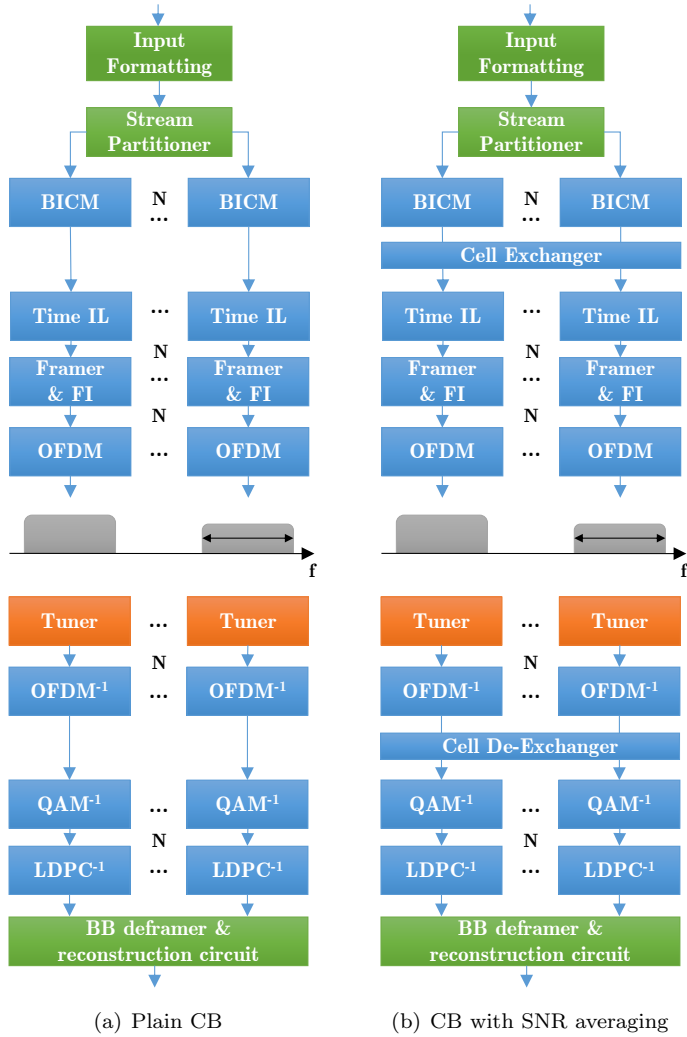 Input
Formatting
Stream
Partitioner
BICM
N
...
BICM
Time IL
...
Time IL
N
Framer
& FI
...
Framer
& FI
N
OFDM
...
OFDM
f
Tuner
...
Tuner
N
OFDM⁻¹
...
OFDM⁻¹
QAM⁻¹
...
QAM⁻¹
N
LDPC⁻¹
...
LDPC⁻¹
BB deframer &
reconstruction circuit
(a) Plain CB
Input
Formatting
Stream
Partitioner
BICM
N
...
BICM
Cell Exchanger
Time IL
...
Time IL
N
Framer
& FI
...
Framer
& FI
N
OFDM
...
OFDM
f
Tuner
...
Tuner
N
OFDM⁻¹
...
OFDM⁻¹
Cell De-Exchanger
QAM⁻¹
...
QAM⁻¹
N
LDPC⁻¹
...
LDPC⁻¹
BB deframer &
reconstruction circuit
(b) CB with SNR averaging